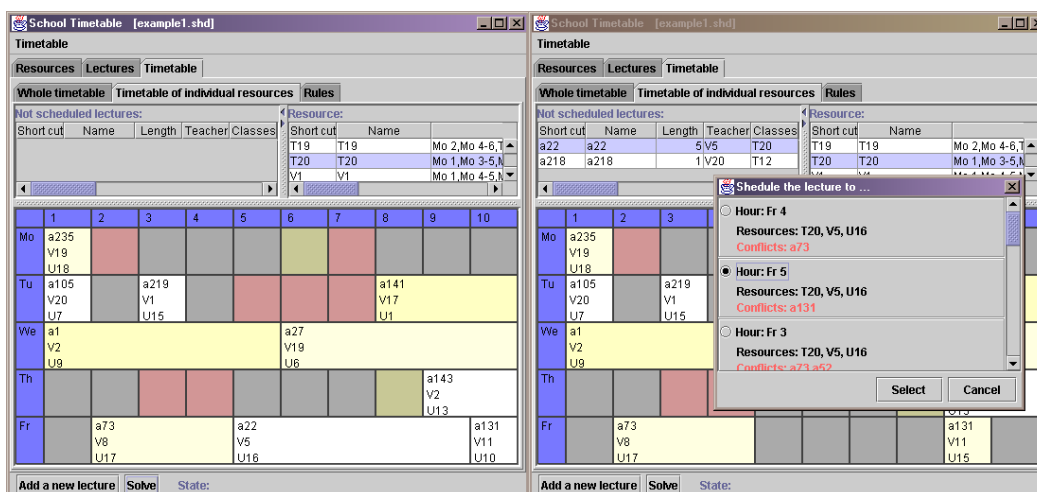 School Timetable [example1.shd]
Timetable
Resources Lectures Timetable
Whole timetable Timetable of individual resources Rules
Not scheduled lectures:
Short cut Name Length Teacher Classes
Resource:
Short cut Name
T19 T19 Mo 2,Mo 4-6,T
T20 T20 Mo 1,Mo 3-5,M
V1 V1 Mo 1,Mo 4-5,M
1 2 3 4 5 6 7 8 9 10
Mo a235
V19
U18
Tu a105 a219 a141
V20 V1 V17
U7 U15 U1
We a1 a27
V2 V19
U9 U6
Th a143
V2
U13
Fr a73 a22 a131
V8 V5 V11
U17 U16 U10
Add a new lecture Solve State:
School Timetable [example1.shd]
Timetable
Resources Lectures Timetable
Whole timetable Timetable of individual resources Rules
Not scheduled lectures:
Short cut Name Length Teacher Classes
a22 a22 5 V5 T20
a218 a218 1 V20 T12
Resource:
Short cut Name
T19 T19 Mo 2,Mo 4-6,T
T20 T20 Mo 1,Mo 3-5,M
1 2 3
Mo a235
V19
U18
Tu a105 a219
V20 V1
U7 U15
We a1
V2
U9
Th
Fr a73 a131
V8 V11
U17 U15
Add a new lecture Solve State:
Shedule the lecture to ...
Hour: Fr 4
Resources: T20, V5, U16
Conflicts: a73
Hour: Fr 5
Resources: T20, V5, U16
Conflicts: a131
Hour: Fr 3
Resources: T20, V5, U16
Conflicts: a73 a52
Select Cancel